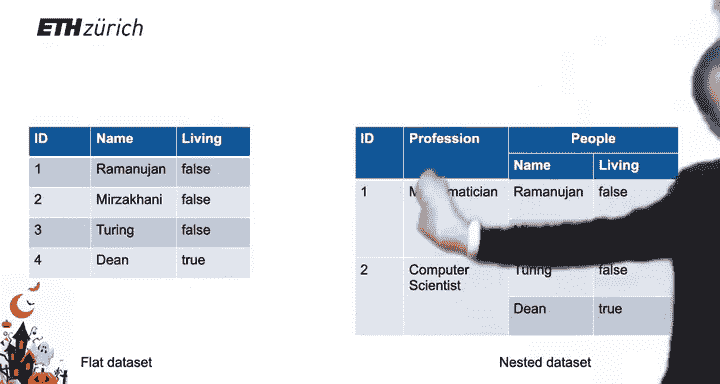 ETH zürich
ID Name Living
1 Ramanujan false
2 Mirzakhani false
3 Turing false
4 Dean true
Flat dataset
ID Profession People
Name Living
1 Ramanujan false
2 Computer Scientist Turing false
Dean true
Nested dataset